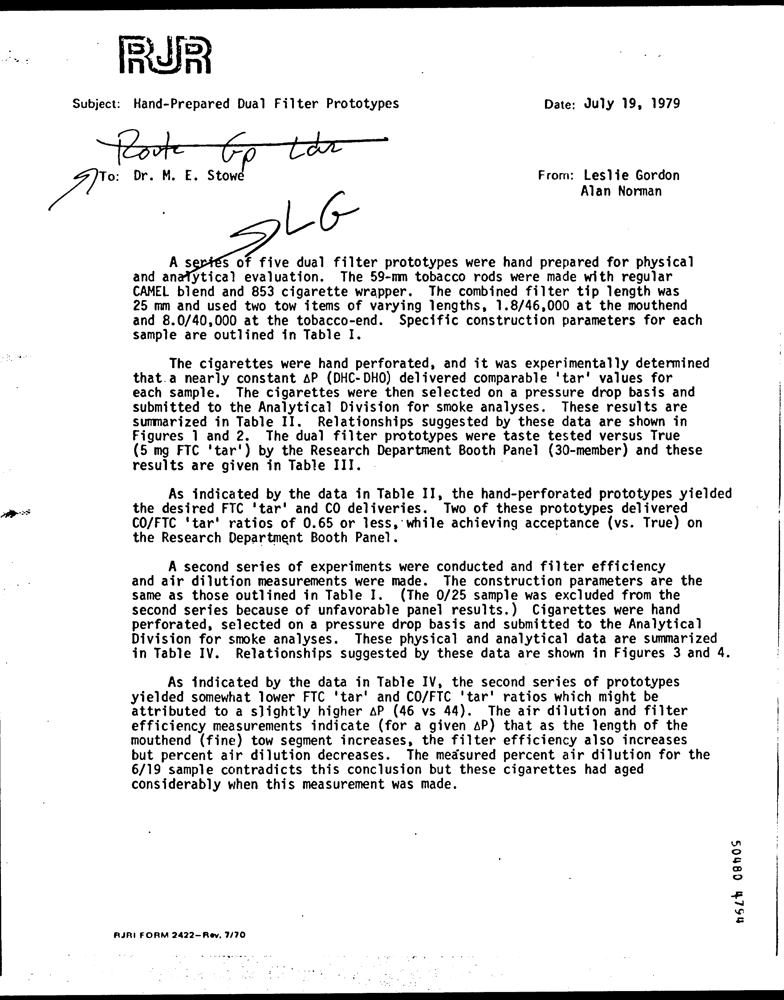 RJR
Subject: Hand-Prepared Dual Filter Prototypes
Date: July 19, 1979
Route Gp Ldr
To: Dr. M. E. Stowe
From: Leslie Gordon
Alan Norman
SLG
A series of five dual filter prototypes were hand prepared for physical
and analytical evaluation. The 59-mm tobacco rods were made with regular
CAMEL blend and 853 cigarette wrapper. The combined filter tip length was
25 mm and used two tow items of varying lengths, 1.8/46,000 at the mouthend
and 8.0/40,000 at the tobacco-end. Specific construction parameters for each
sample are outlined in Table I.
The cigarettes were hand perforated, and it was experimentally determined
that a nearly constant ΔP (DHC-DHO) delivered comparable 'tar' values for
each sample. The cigarettes were then selected on a pressure drop basis and
submitted to the Analytical Division for smoke analyses. These results are
summarized in Table II. Relationships suggested by these data are shown in
Figures 1 and 2. The dual filter prototypes were taste tested versus True
(5 mg FTC 'tar') by the Research Department Booth Panel (30-member) and these
results are given in Table III.
As indicated by the data in Table II, the hand-perforated prototypes yielded
the desired FTC 'tar' and CO deliveries. Two of these prototypes delivered
CO/FTC 'tar' ratios of 0.65 or less, while achieving acceptance (vs. True) on
the Research Department Booth Panel.
A second series of experiments were conducted and filter efficiency
and air dilution measurements were made. The construction parameters are the
same as those outlined in Table I. (The 0/25 sample was excluded from the
second series because of unfavorable panel results.) Cigarettes were hand
perforated, selected on a pressure drop basis and submitted to the Analytical
Division for smoke analyses. These physical and analytical data are summarized
in Table IV. Relationships suggested by these data are shown in Figures 3 and 4.
As indicated by the data in Table IV, the second series of prototypes
yielded somewhat lower FTC 'tar' and CO/FTC 'tar' ratios which might be
attributed to a slightly higher ΔP (46 vs 44). The air dilution and filter
efficiency measurements indicate (for a given ΔP) that as the length of the
mouthend (fine) tow segment increases, the filter efficiency also increases
but percent air dilution decreases. The measured percent air dilution for the
6/19 sample contradicts this conclusion but these cigarettes had aged
considerably when this measurement was made.
50480 4794
RJRI FORM 2422—Rev. 7/70